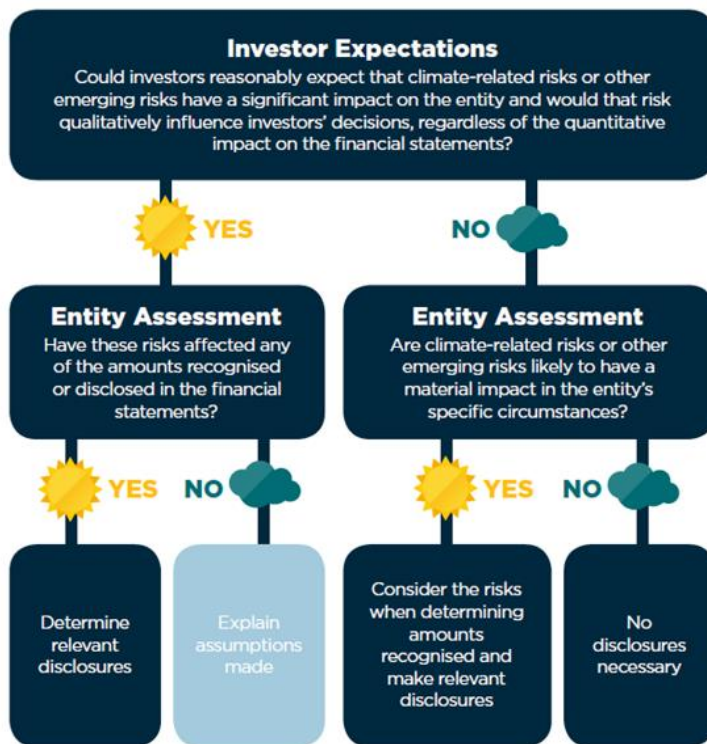 Investor Expectations
Could investors reasonably expect that climate-related risks or other
emerging risks have a significant impact on the entity and would that risk
qualitatively influence investors' decisions, regardless of the quantitative
impact on the financial statements?
YES
NO
Entity Assessment
Have these risks affected any
of the amounts recognised
or disclosed in the financial
statements?
Entity Assessment
Are climate-related risks or other
emerging risks likely to have a
material impact in the entity's
specific circumstances?
YES
NO
YES
NO
Determine
relevant
disclosures
Explain
assumptions
made
Consider the risks
when determining
amounts
recognised and
make relevant
disclosures
No
disclosures
necessary